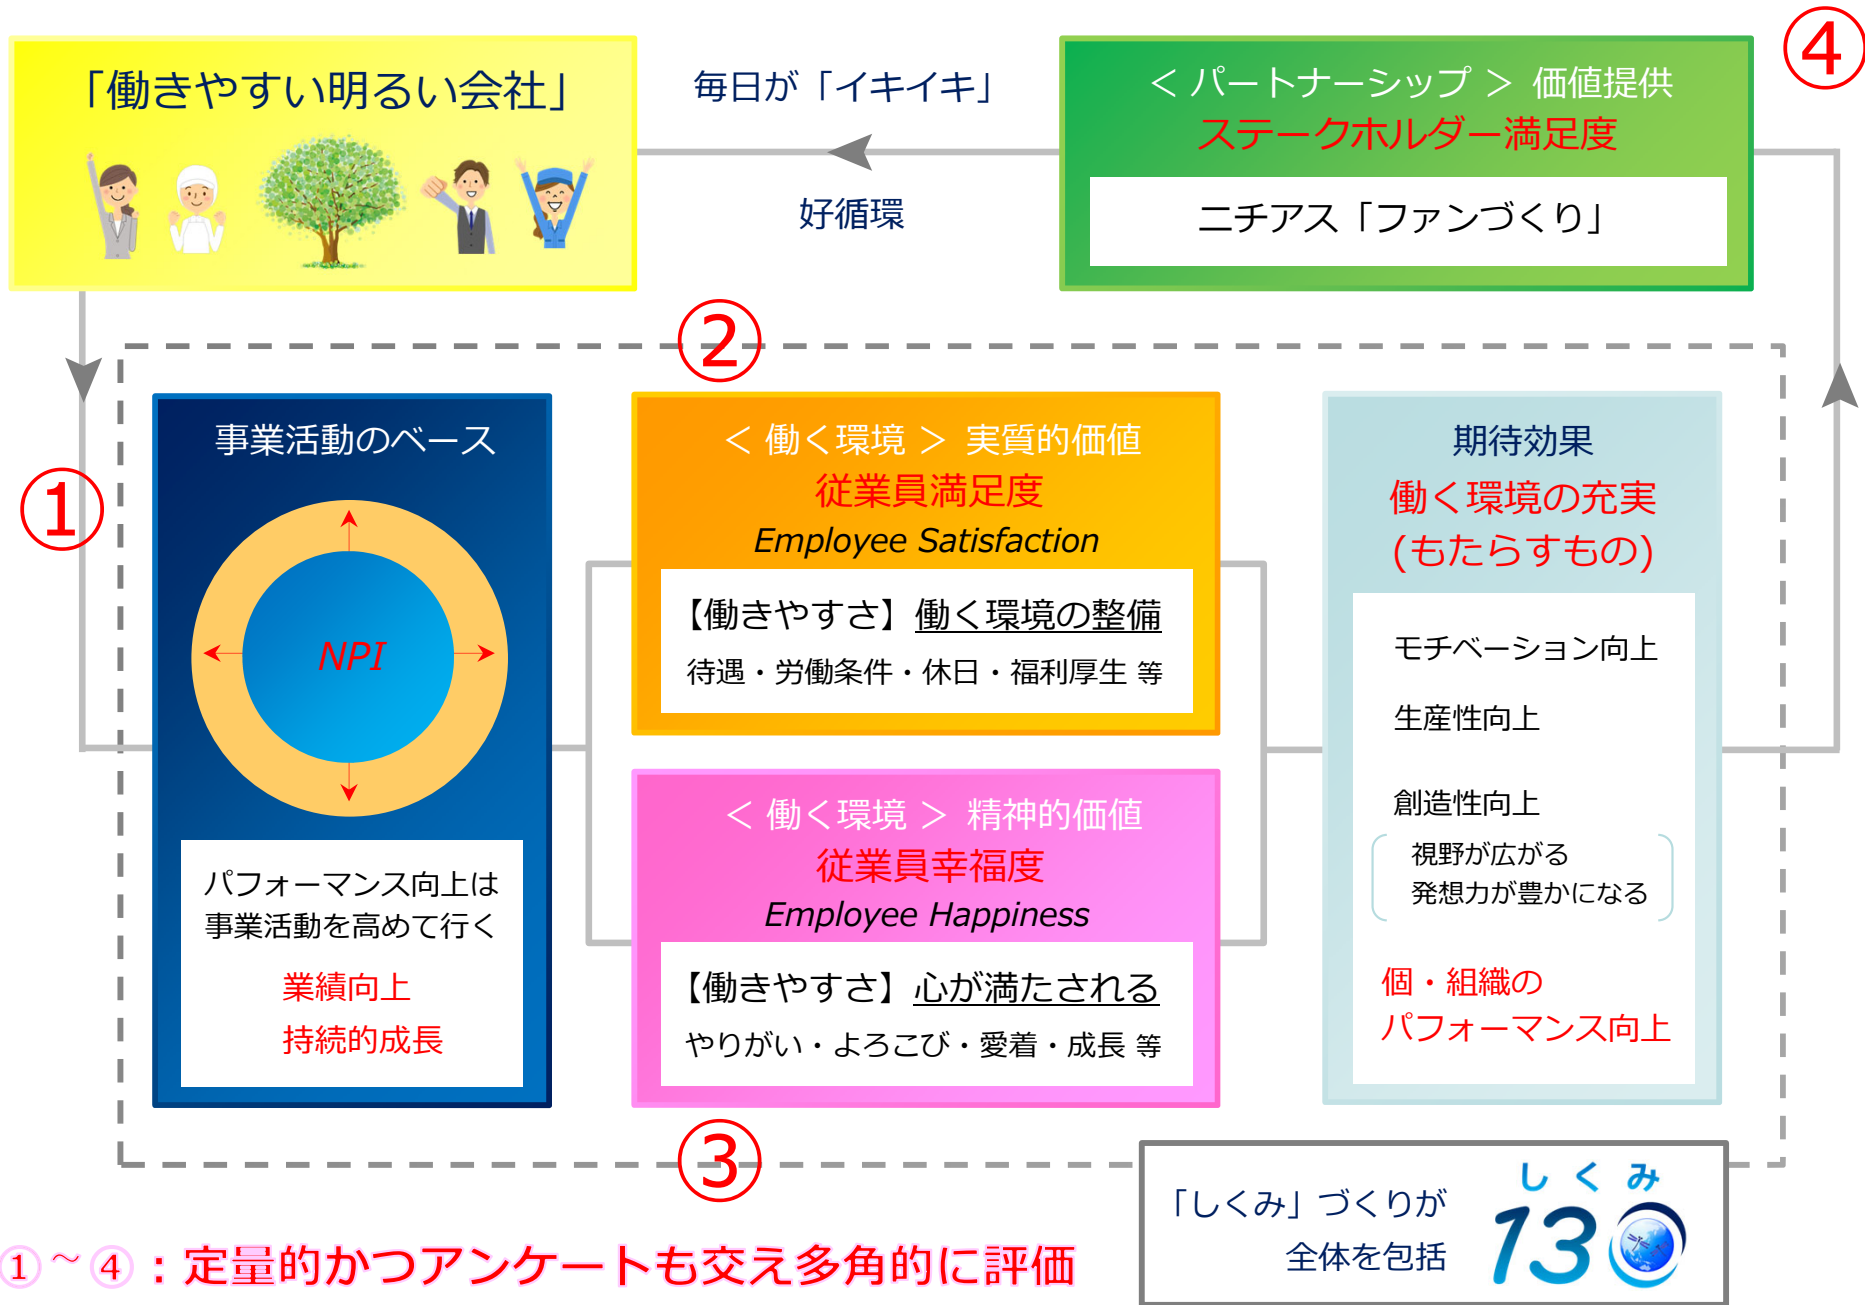 「働きやすい明るい会社」
毎日が「イキイキ」
好循環
＜ パートナーシップ ＞ 価値提供
ステークホルダー満足度
ニチアス「ファンづくり」
④
①
②
事業活動のベース
NPI
パフォーマンス向上は
事業活動を高めて行く
業績向上
持続的成長
＜ 働く環境 ＞ 実質的価値
従業員満足度
Employee Satisfaction
【働きやすさ】働く環境の整備
待遇・労働条件・休日・福利厚生 等
＜ 働く環境 ＞ 精神的価値
従業員幸福度
Employee Happiness
【働きやすさ】心が満たされる
やりがい・よろこび・愛着・成長 等
③
期待効果
働く環境の充実
(もたらすもの)
モチベーション向上
生産性向上
創造性向上
視野が広がる
発想力が豊かになる
個・組織の
パフォーマンス向上
「しくみ」づくりが
全体を包括
しくみ
130
①～④：定量的かつアンケートも交え多角的に評価